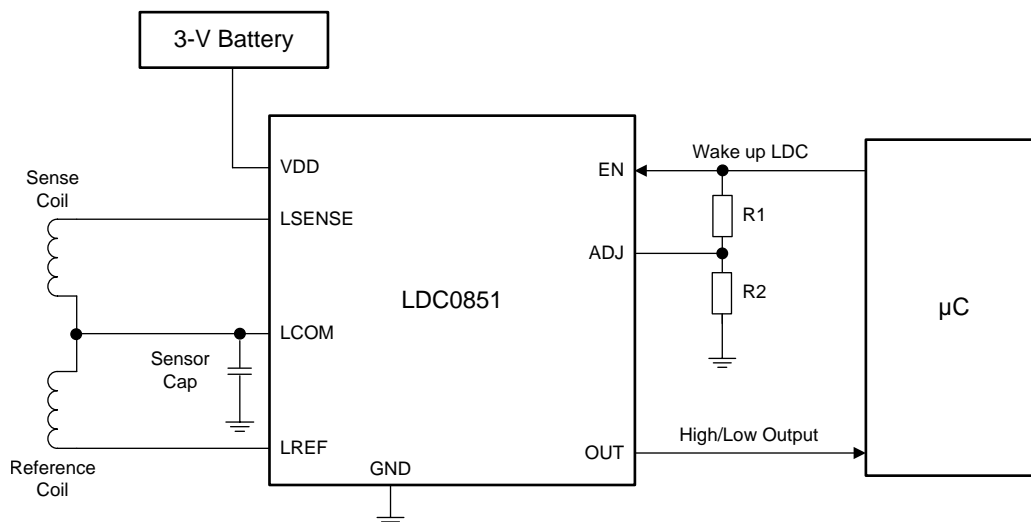 3-V Battery
Wake up LDC
VDD
EN
Sense
Coil
LSENSE
R1
ADJ
LDC0851
R2
µC
LCOM
Sensor
Cap
High/Low Output
LREF
OUT
GND
Reference
Coil